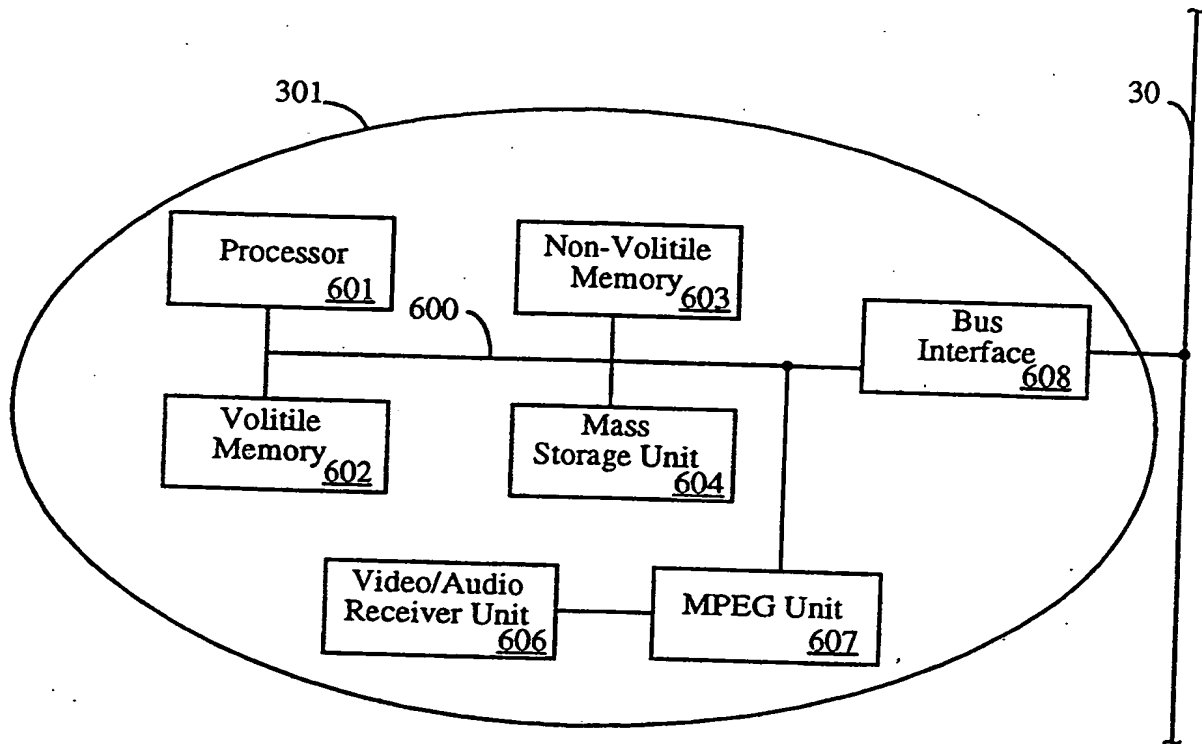 301
30
Processor
601
Non-Volitile
Memory
603
600
Bus
Interface
608
Volitile
Memory
602
Mass
Storage Unit
604
Video/Audio
Receiver Unit
606
MPEG Unit
607